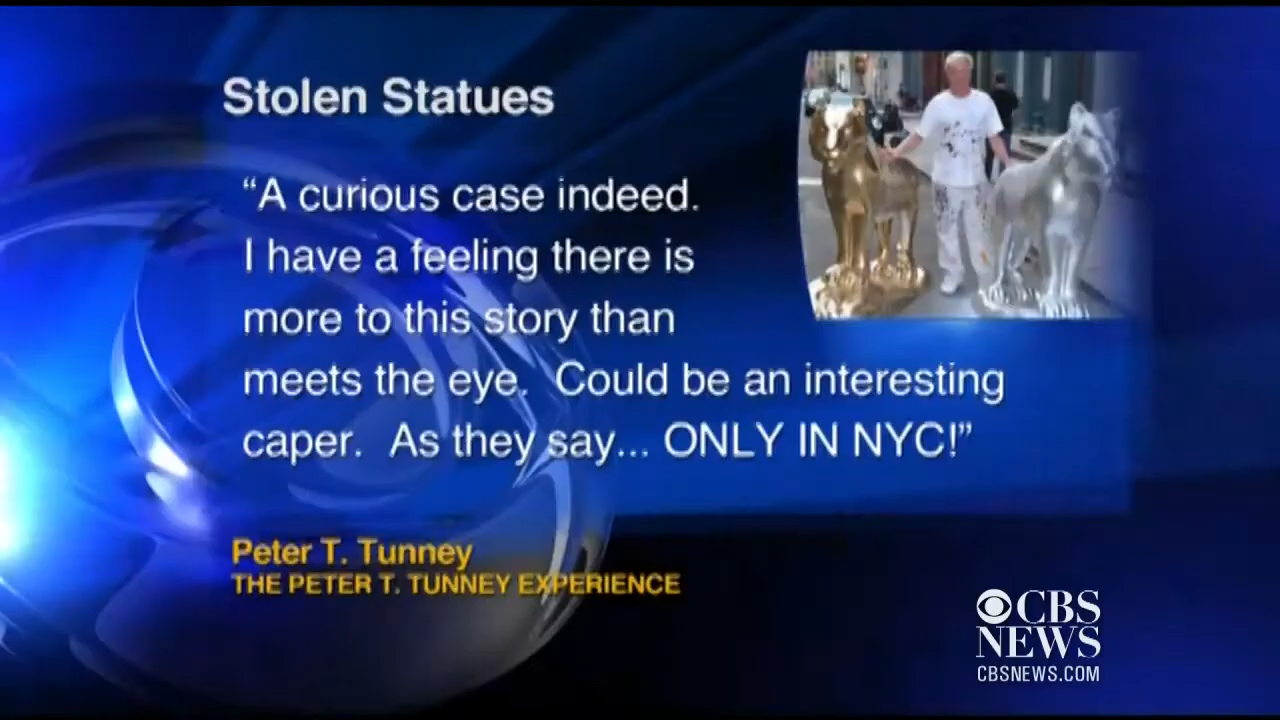 Stolen Statues
“A curious case indeed.
I have a feeling there is
more to this story than
meets the eye.  Could be an interesting
caper.  As they say... ONLY IN NYC!”
Peter T. Tunney
THE PETER T. TUNNEY EXPERIENCE
CBS
NEWS
CBSNEWS.COM